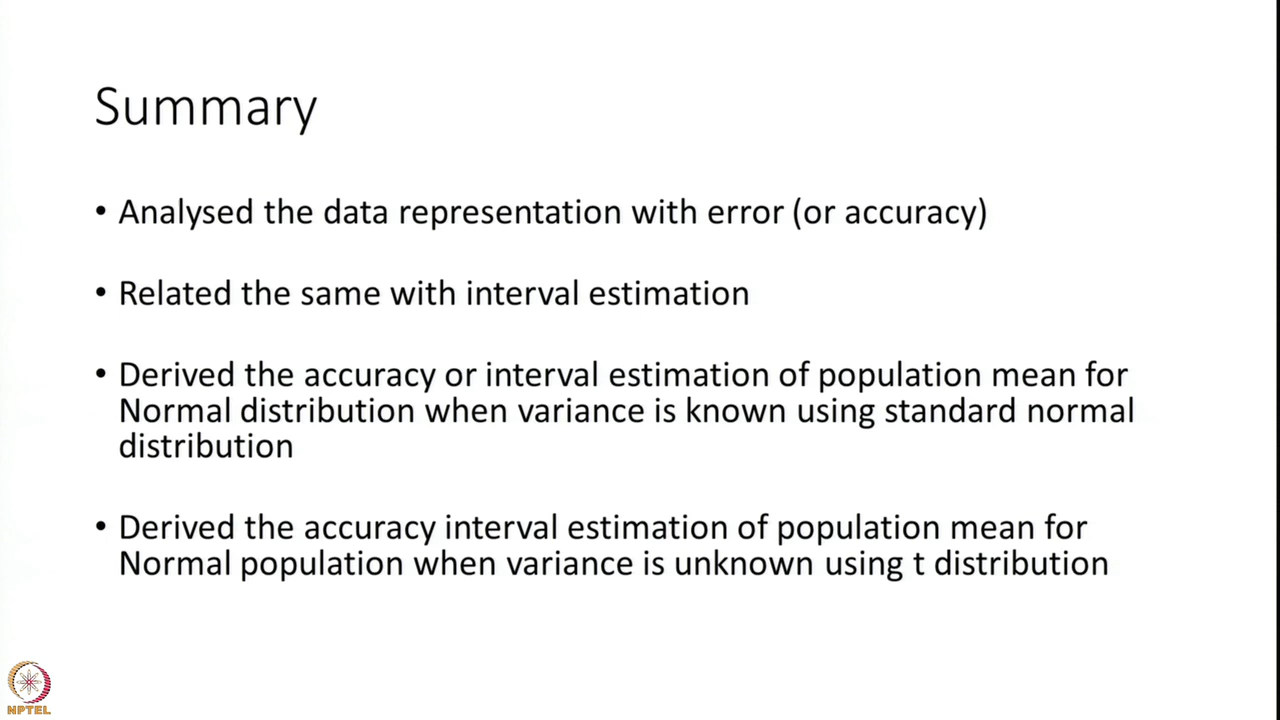 Summary
• Analysed the data representation with error (or accuracy)
• Related the same with interval estimation
• Derived the accuracy or interval estimation of population mean for
Normal distribution when variance is known using standard normal
distribution
• Derived the accuracy interval estimation of population mean for
Normal population when variance is unknown using t distribution
NPTEL